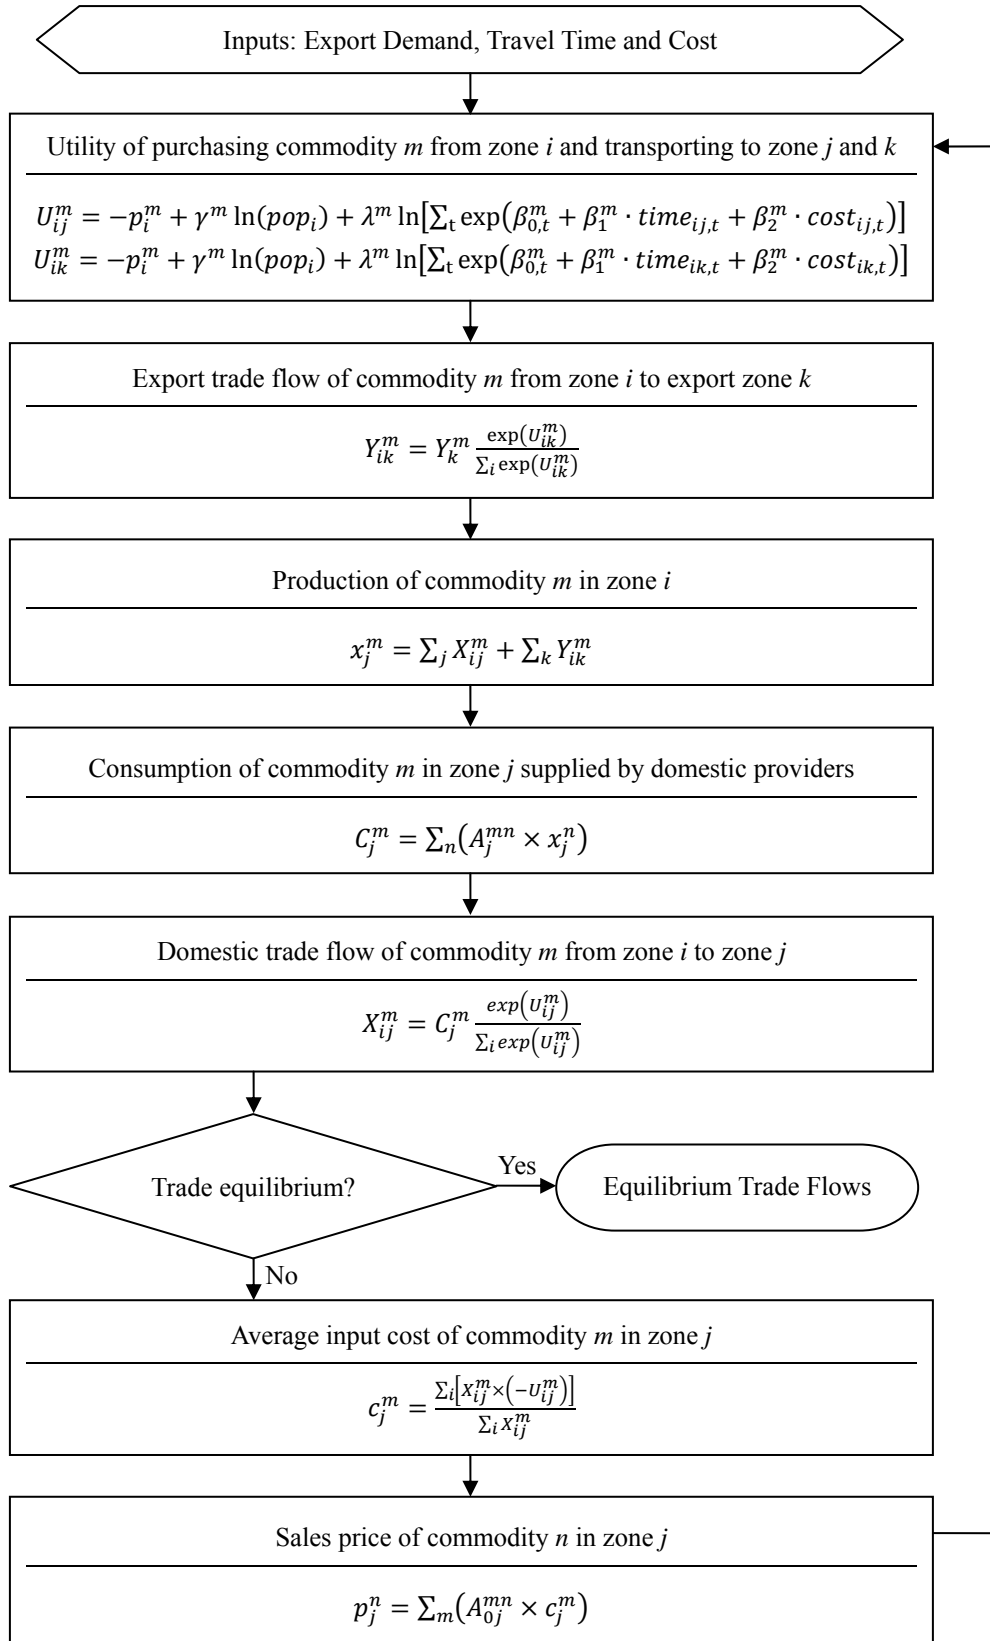 Inputs: Export Demand, Travel Time and Cost
Utility of purchasing commodity m from zone i and transporting to zone j and k
U_{ij}^m = −p_i^m + γ^m ln(pop_i) + λ^m ln[∑_t exp(β_{0,t}^m + β_1^m · time_{ij,t} + β_2^m · cost_{ij,t})]
U_{ik}^m = −p_i^m + γ^m ln(pop_i) + λ^m ln[∑_t exp(β_{0,t}^m + β_1^m · time_{ik,t} + β_2^m · cost_{ik,t})]
Export trade flow of commodity m from zone i to export zone k
Y_{ik}^m = Y_k^m exp(U_{ik}^m) / ∑_i exp(U_{ik}^m)
Production of commodity m in zone i
x_j^m = ∑_j X_{ij}^m + ∑_k Y_{ik}^m
Consumption of commodity m in zone j supplied by domestic providers
C_j^m = ∑_n(A_j^{mn} × x_j^n)
Domestic trade flow of commodity m from zone i to zone j
X_{ij}^m = C_j^m exp(U_{ij}^m) / ∑_i exp(U_{ij}^m)
Trade equilibrium?
Yes
Equilibrium Trade Flows
No
Average input cost of commodity m in zone j
c_j^m = ∑_i[X_{ij}^m×(−U_{ij}^m)] / ∑_i X_{ij}^m
Sales price of commodity n in zone j
p_j^n = ∑_m(A_{0j}^{mn} × c_j^m)